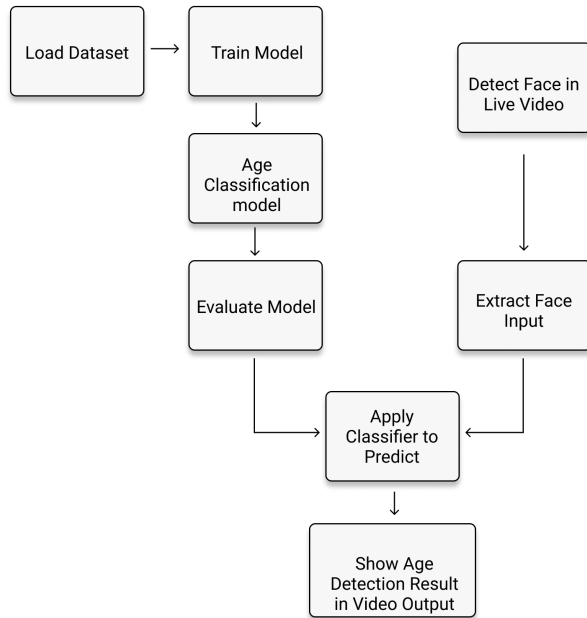 Load Dataset
Train Model
Detect Face in
Live Video
Age
Classification
model
Evaluate Model
Extract Face
Input
Apply
Classifier to
Predict
Show Age
Detection Result
in Video Output